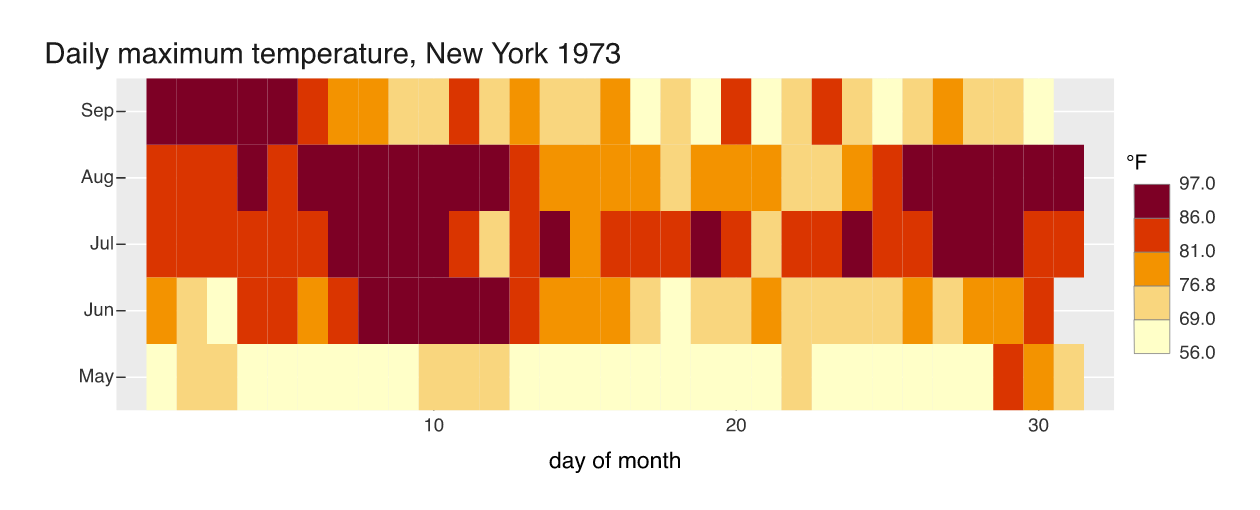 Daily maximum temperature, New York 1973
Sep
Aug
Jul
Jun
May
10 20 30
day of month
°F
97.0
86.0
81.0
76.8
69.0
56.0